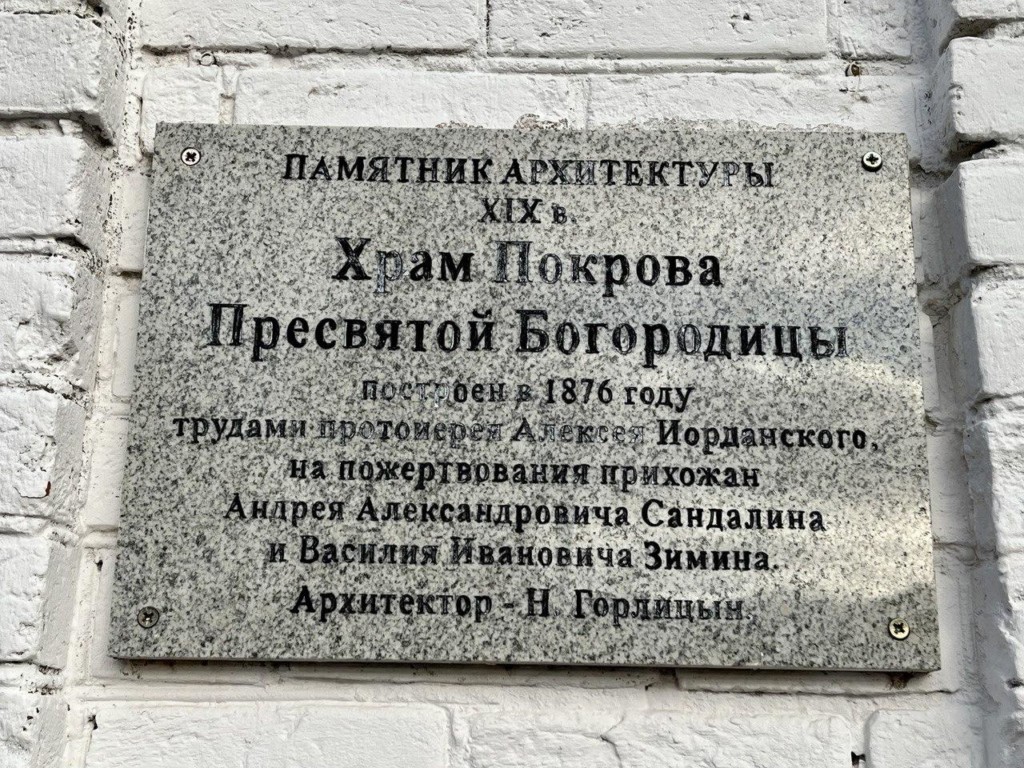 ПАМЯТНИК АРХИТЕКТУРЫ
XIX в.
Храм Покрова
Пресвятой Богородицы
построен в 1876 году
трудами протоиерея Алексея Иорданского,
на пожертвования прихожан
Андрея Александровича Сандалина
и Василия Ивановича Зимина.
Архитектор - Н. Горлицын.